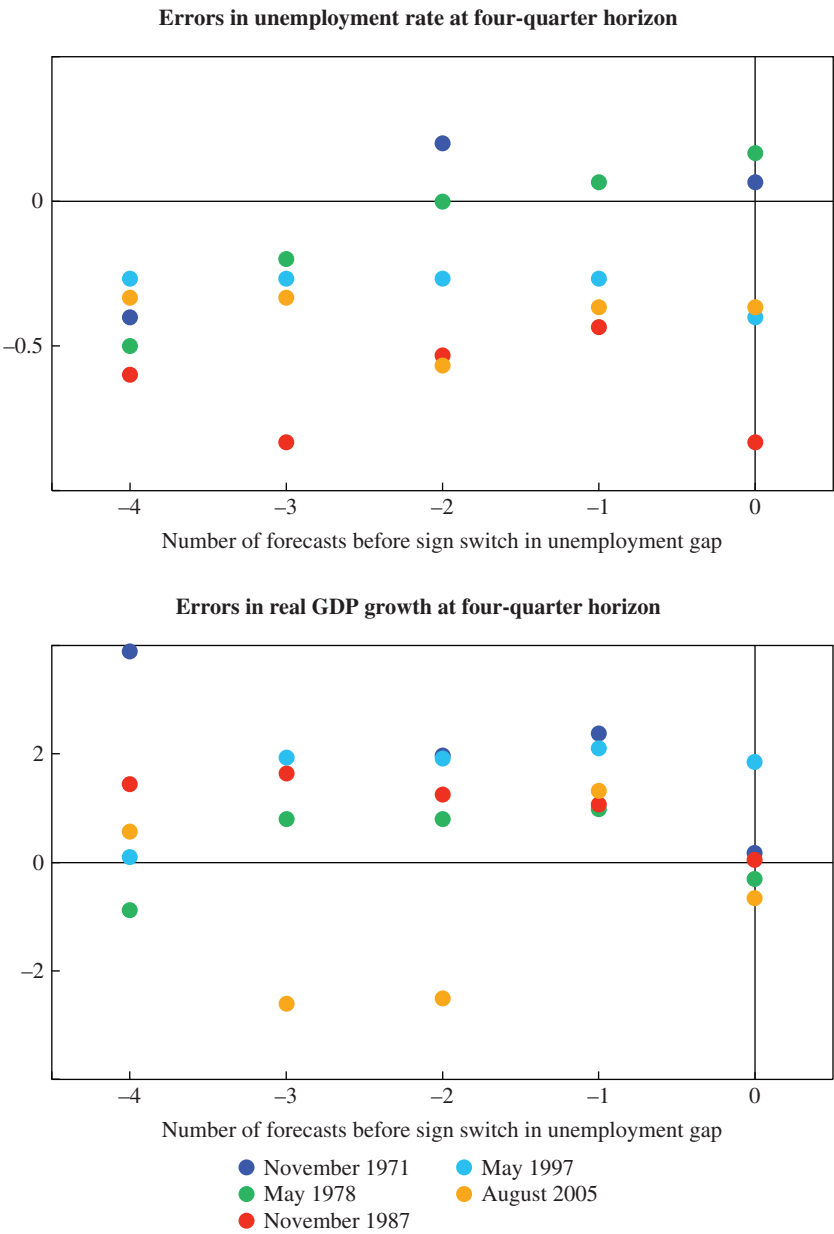 Errors in unemployment rate at four-quarter horizon
0
–0.5
–4 –3 –2 –1 0
Number of forecasts before sign switch in unemployment gap
Errors in real GDP growth at four-quarter horizon
2
0
–2
–4 –3 –2 –1 0
Number of forecasts before sign switch in unemployment gap
November 1971 May 1997
May 1978 August 2005
November 1987